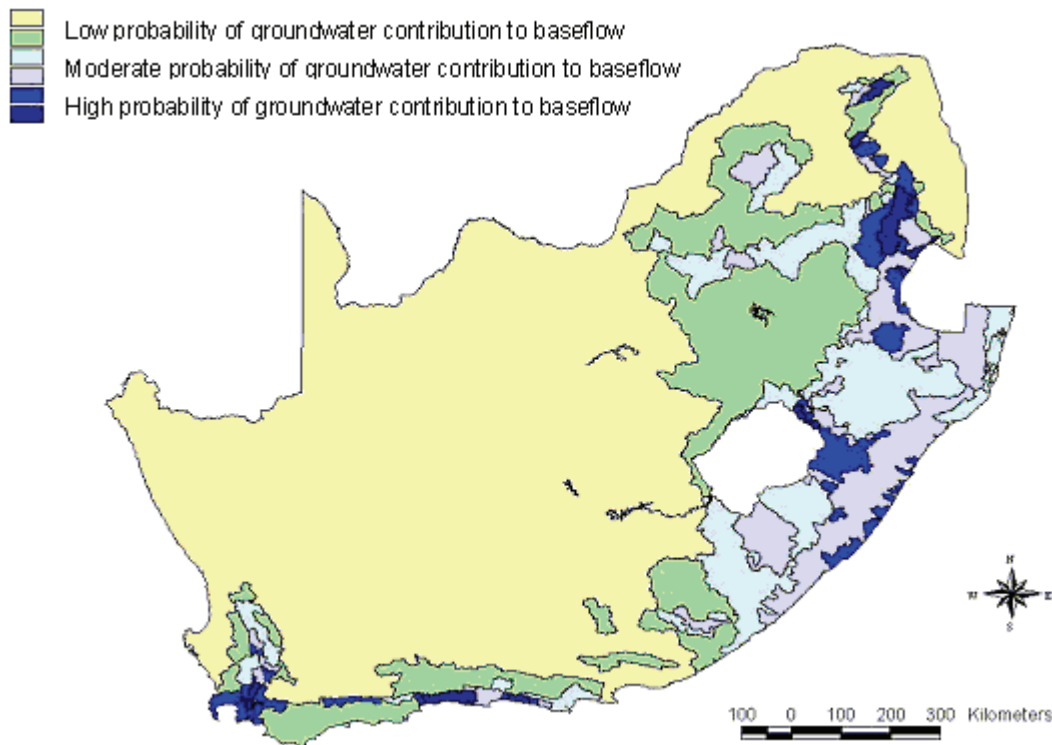 Low probability of groundwater contribution to baseflow
Moderate probability of groundwater contribution to baseflow
High probability of groundwater contribution to baseflow
N
W E
S
100 0 100 200 300 Kilometers